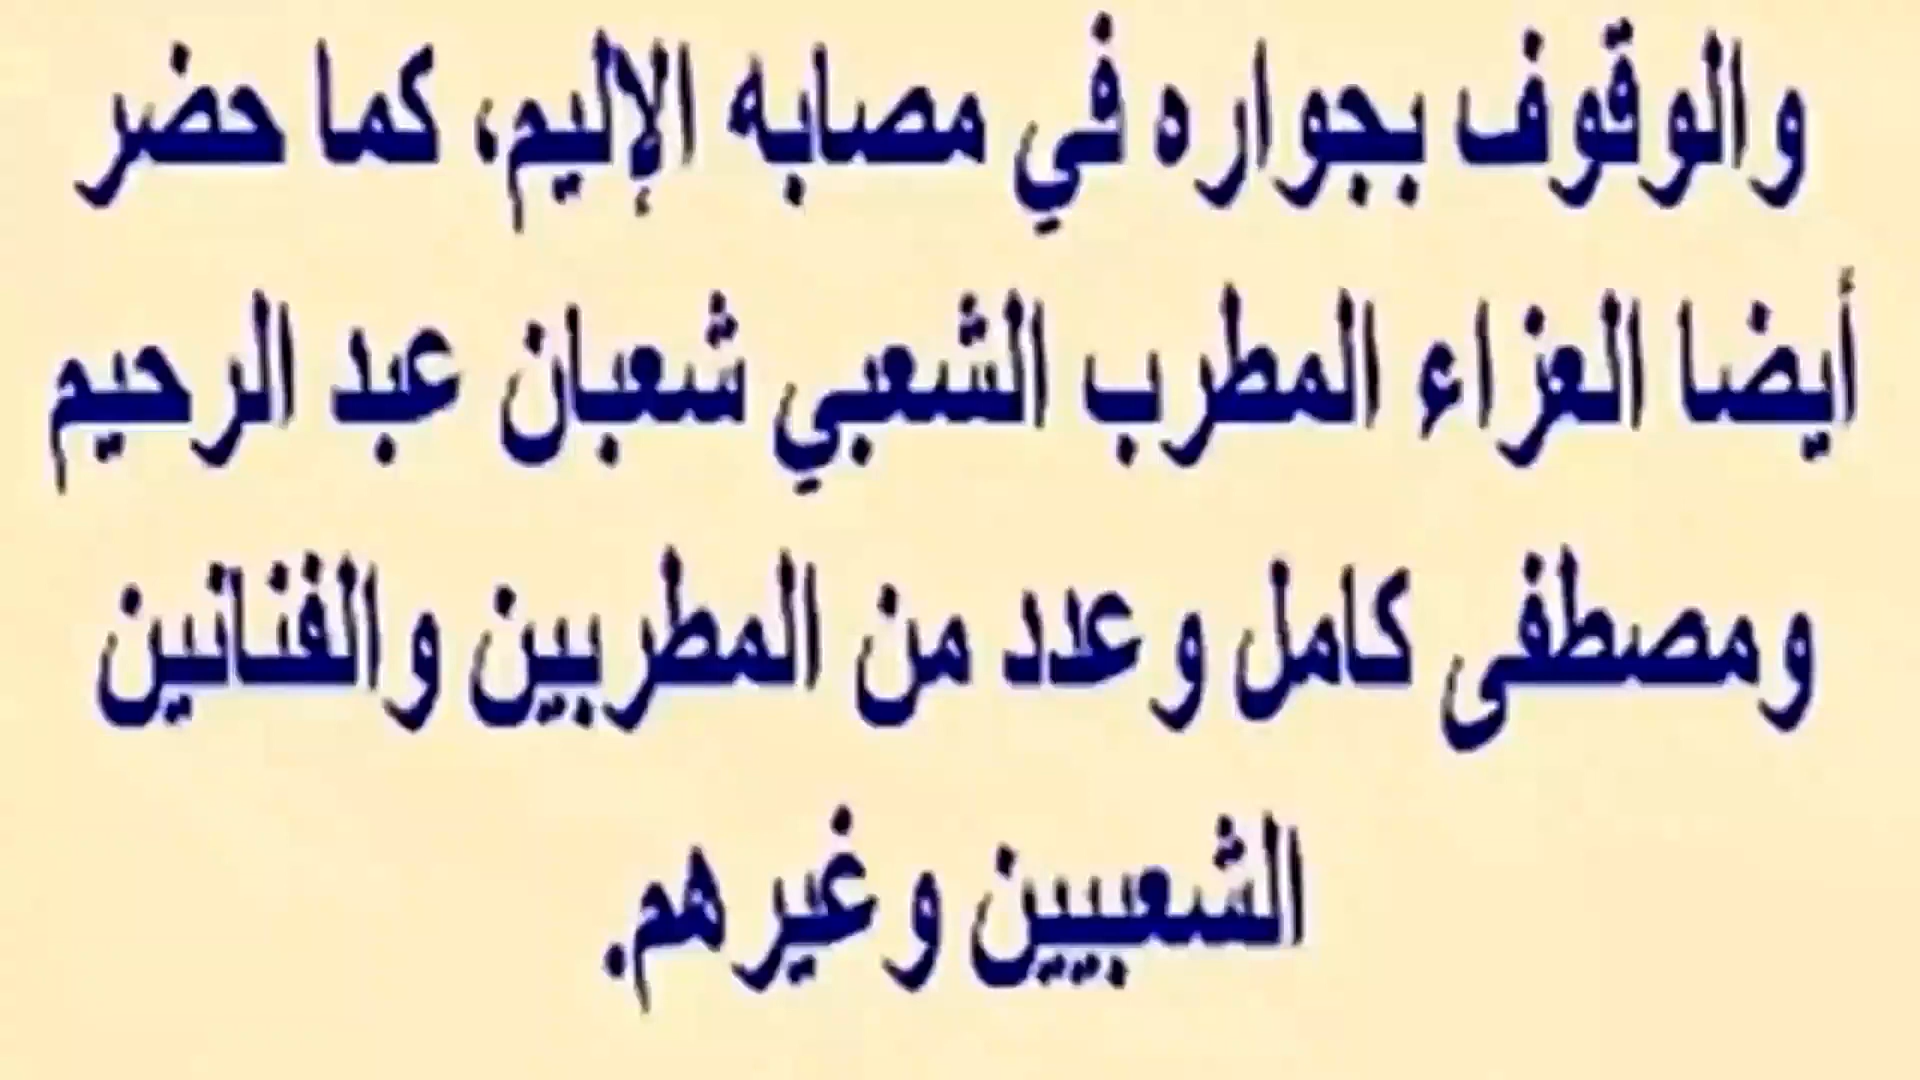 والوقوف بجواره في مصابه الإليم، كما حضر
أيضا العزاء المطرب الشعبي شعبان عبد الرحيم
ومصطفى كامل وعدد من المطربين والفنانين
الشعبيين وغيرهم.